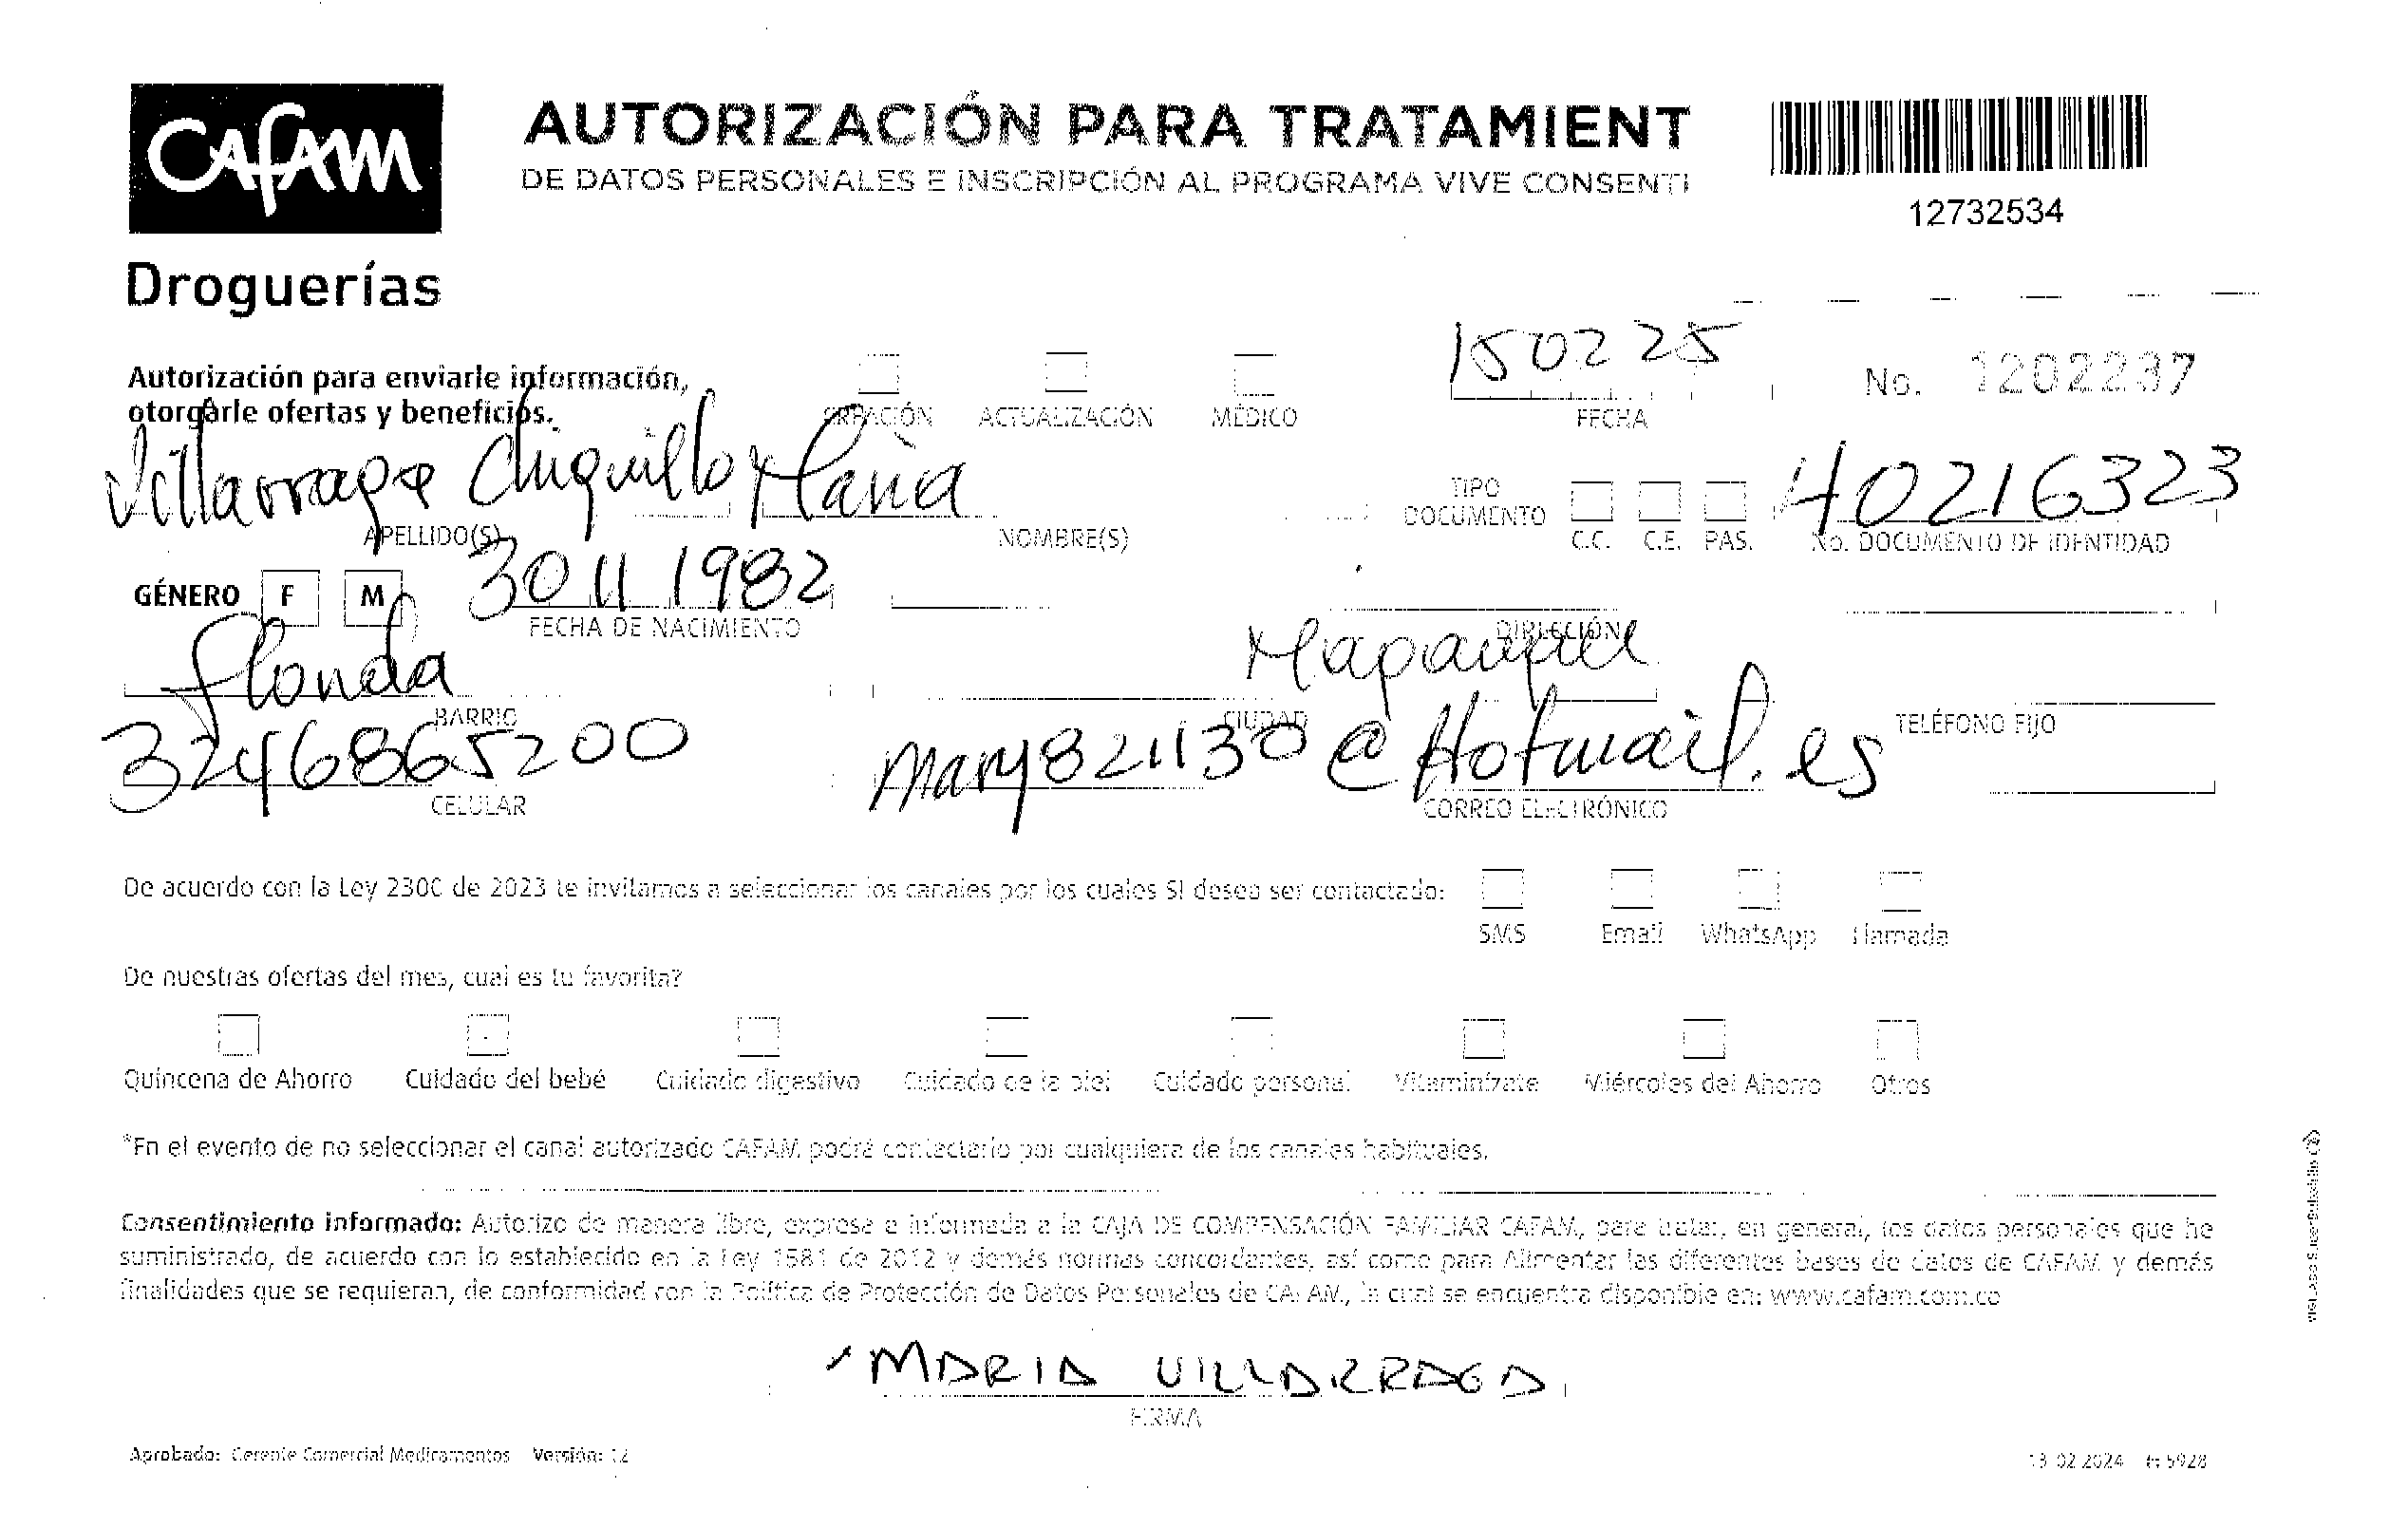 CAFAM
Droguerías
AUTORIZACIÓN PARA TRATAMIENT
DE DATOS PERSONALES E INSCRIPCIÓN AL PROGRAMA VIVE CONSENTI
12732534
Autorización para enviarle información,
otorgarle ofertas y beneficios.
CREACIÓN ACTUALIZACIÓN MÉDICO
150225
FECHA
No. 1202237
Villarraga Chiquillo Maria
APELLIDO(S) NOMBRE(S)
TIPO
DOCUMENTO
C.C. C.E. PAS.
40216323
No. DOCUMENTO DE IDENTIDAD
GÉNERO F M
30 11 1982
FECHA DE NACIMIENTO
DIRECCIÓN
BARRIO
CIUDAD
TELÉFONO FIJO
3246865200
CELULAR
mary821130@Hotmail.es
CORREO ELECTRÓNICO
De acuerdo con la Ley 2300 de 2023 te invitamos a seleccionar los canales por los cuales SI deseo ser contactado:
SMS Email WhatsApp Llamada
De nuestras ofertas del mes, cual es tu favorita?
Quincena de Ahorro Cuidado del bebé Cuidado digestivo Cuidado de la piel Cuidado personal Vitamínizate Miércoles del Ahorro Otros
*En el evento de no seleccionar el canal autorizado CAFAM podrá contactarlo por cualquiera de los canales habituales.
Consentimiento informado: Autorizo de manera libre, expresa e informada a la CAJA DE COMPENSACIÓN FAMILIAR CAFAM, para tratar, en general, los datos personales que he
suministrado, de acuerdo con lo establecido en la Ley 1581 de 2012 y demás normas concordantes, así como para Alimentar las diferentes bases de datos de CAFAM y demás
finalidades que se requieran, de conformidad con la Política de Protección de Datos Personales de CAFAM, la cual se encuentra disponible en: www.cafam.com.co
MARIA VILLARRAGA
FIRMA
Aprobado: Gerente Comercial Medicamentos Versión: 12
13 02 2024